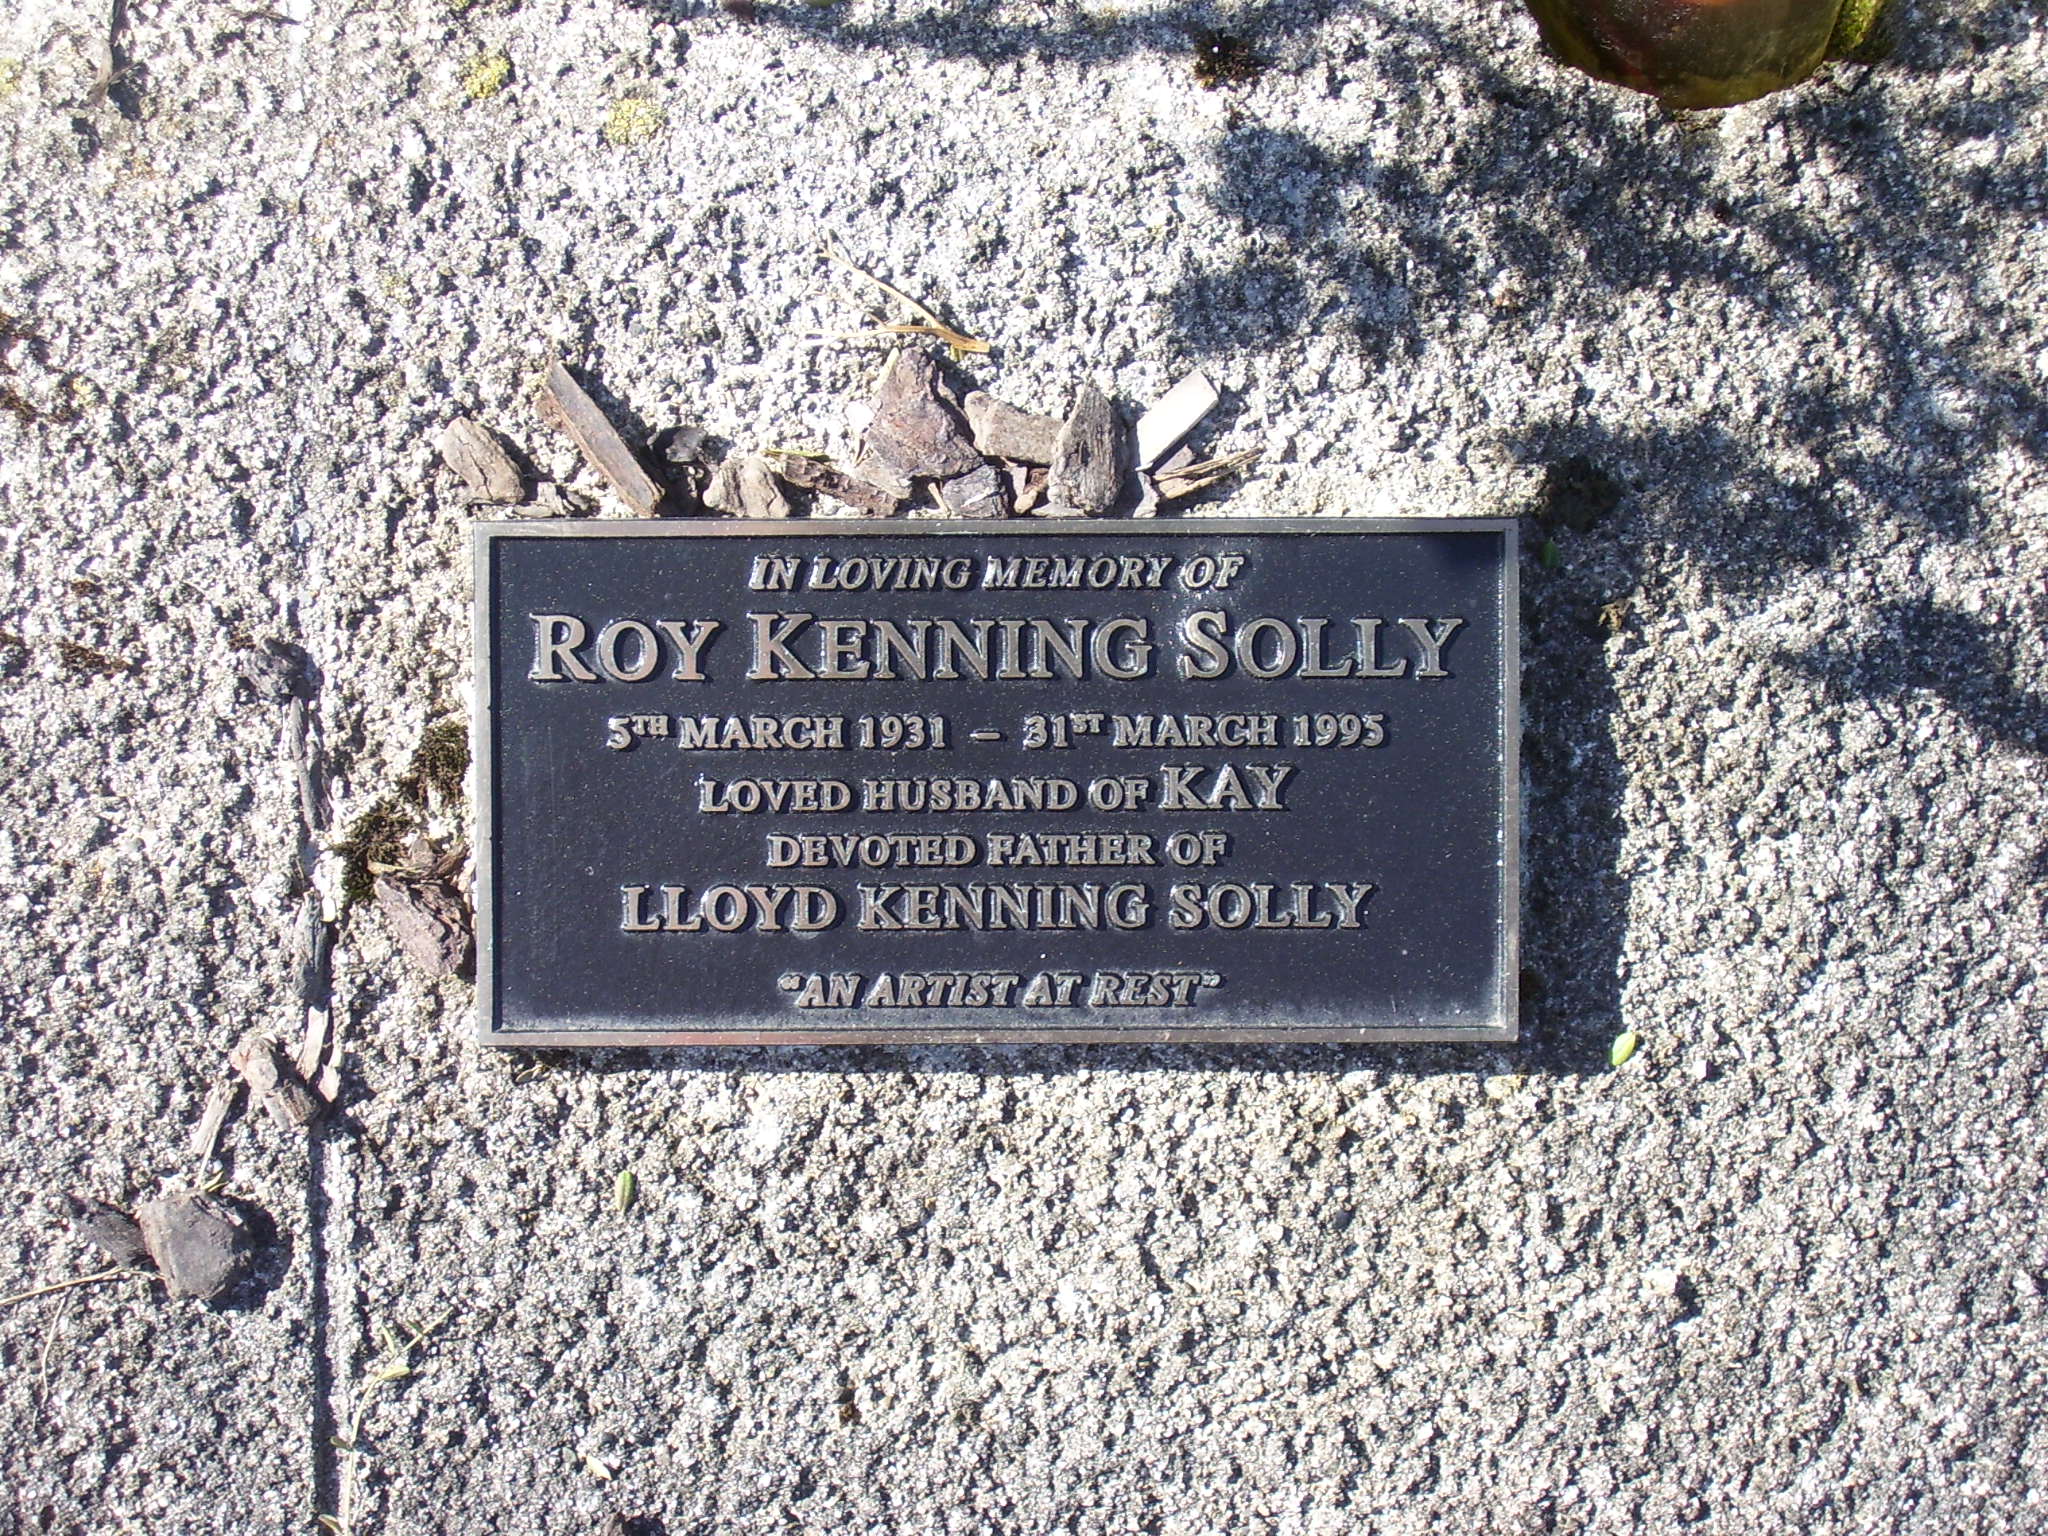 IN LOVING MEMORY OF
ROY KENNING SOLLY
5TH MARCH 1931 – 31ST MARCH 1995
LOVED HUSBAND OF KAY
DEVOTED FATHER OF
LLOYD KENNING SOLLY
“AN ARTIST AT REST”